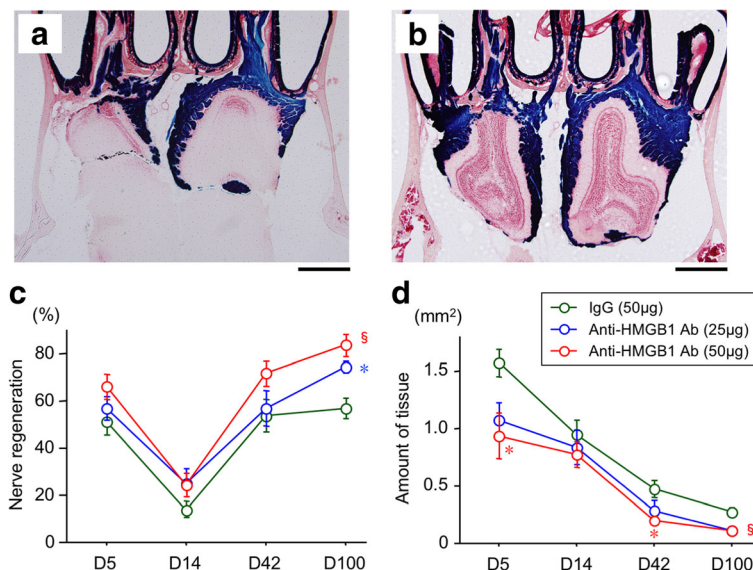 a
b
c
(%)
Nerve regeneration
80
60
40
20
0
D5
D14
D42
D100
§
*
d
(mm²)
Amount of tissue
1.5
1.0
0.5
0
D5
D14
D42
D100
*
*
§
IgG (50μg)
Anti-HMGB1 Ab (25μg)
Anti-HMGB1 Ab (50μg)